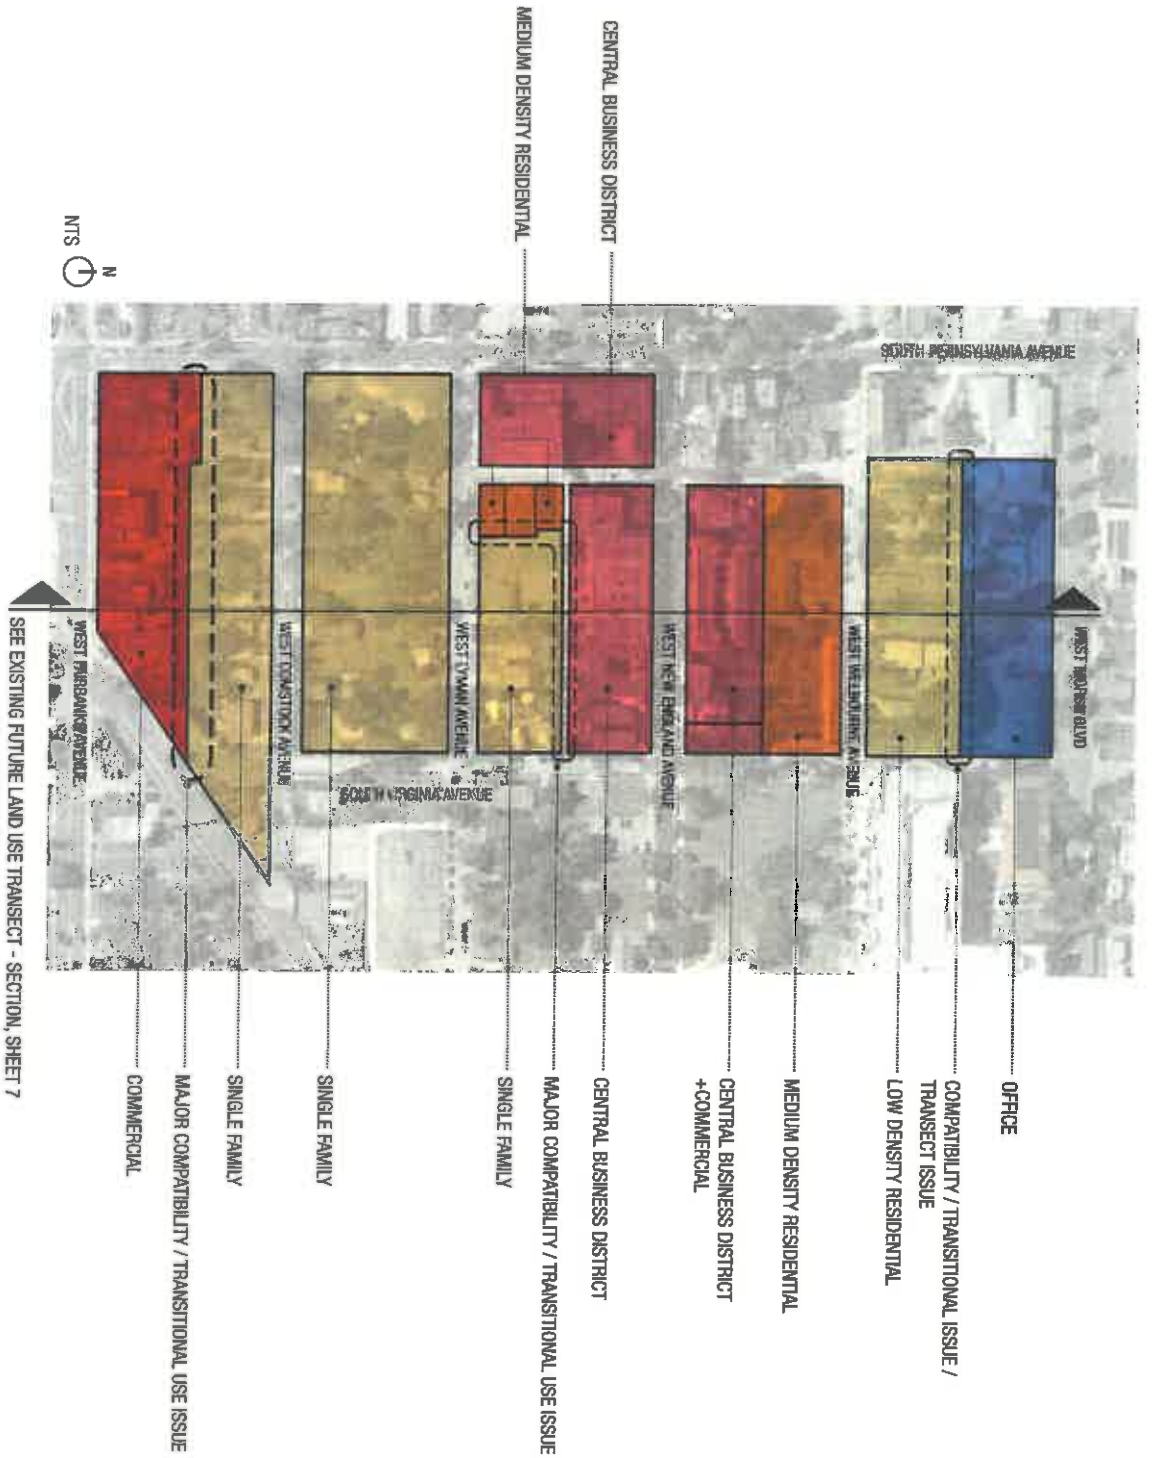 CENTRAL BUSINESS DISTRICT
MEDIUM DENSITY RESIDENTIAL
SOUTH PENNSYLVANIA AVENUE
WEST MORSE BLVD
WEST WELBOURNE AVENUE
WEST NEW ENGLAND AVENUE
WEST LYMAN AVENUE
SOUTH VIRGINIA AVENUE
WEST COMSTOCK AVENUE
WEST FAIRBANKS AVENUE
OFFICE
COMPATIBILITY / TRANSITIONAL ISSUE /
TRANSECT ISSUE
LOW DENSITY RESIDENTIAL
MEDIUM DENSITY RESIDENTIAL
CENTRAL BUSINESS DISTRICT
+COMMERCIAL
CENTRAL BUSINESS DISTRICT
MAJOR COMPATIBILITY / TRANSITIONAL USE ISSUE
SINGLE FAMILY
SINGLE FAMILY
SINGLE FAMILY
MAJOR COMPATIBILITY / TRANSITIONAL USE ISSUE
COMMERCIAL
N
NTS
SEE EXISTING FUTURE LAND USE TRANSECT - SECTION, SHEET 7